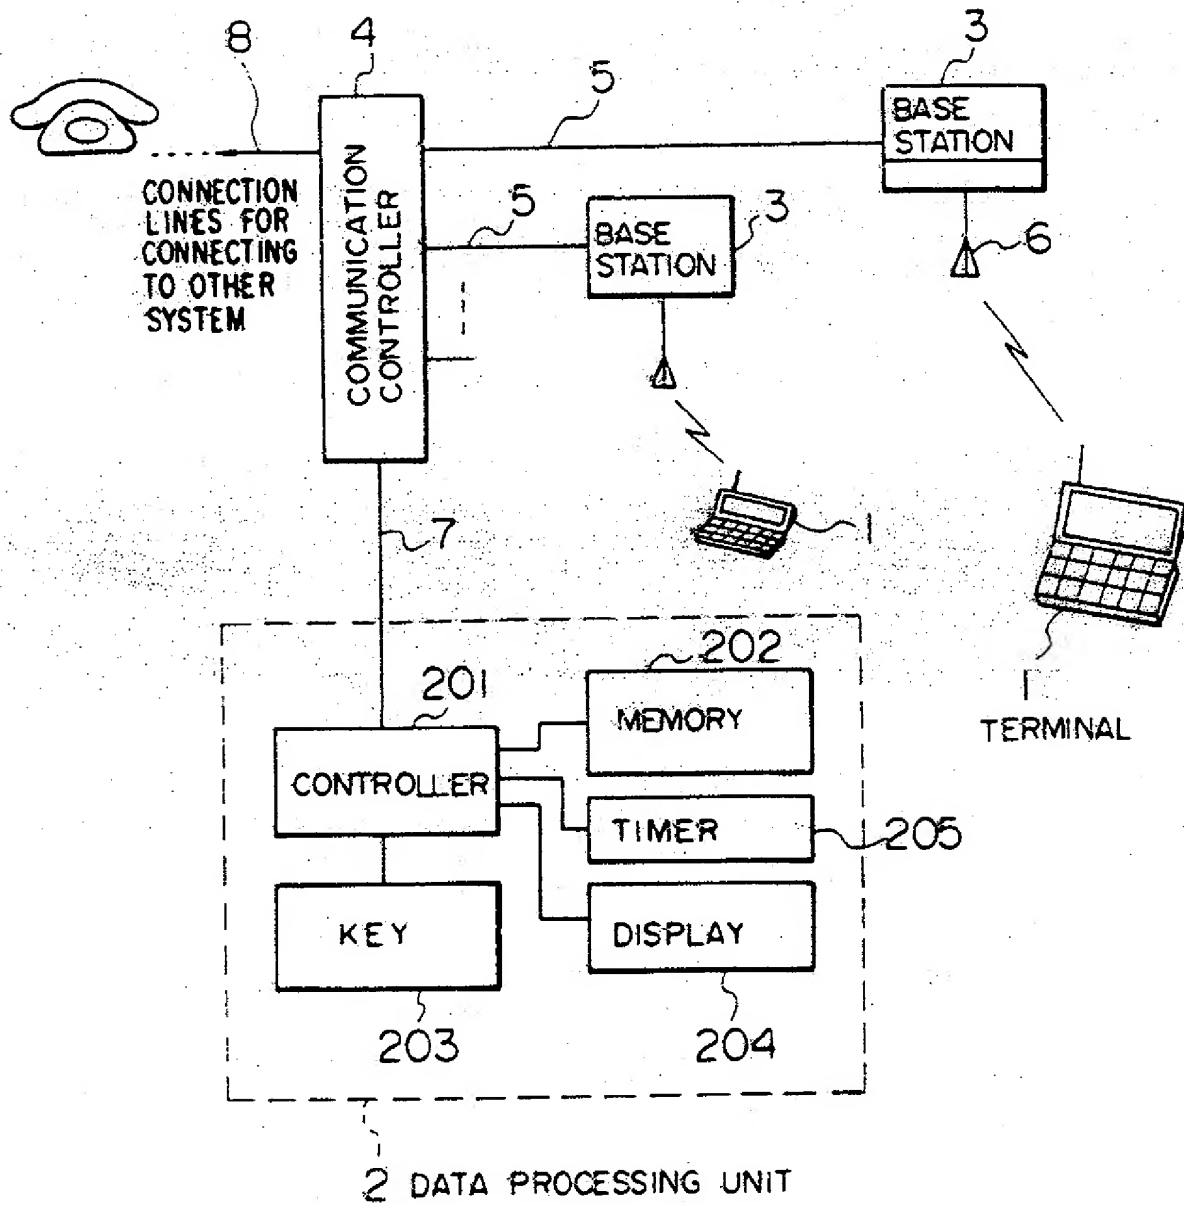 8
4
3
5
BASE
STATION
CONNECTION
LINES FOR
CONNECTING
TO OTHER
SYSTEM
COMMUNICATION
CONTROLLER
5
BASE
STATION
3
6
7
1
1
TERMINAL
201
202
CONTROLLER
MEMORY
TIMER
205
KEY
DISPLAY
203
204
2 DATA PROCESSING UNIT